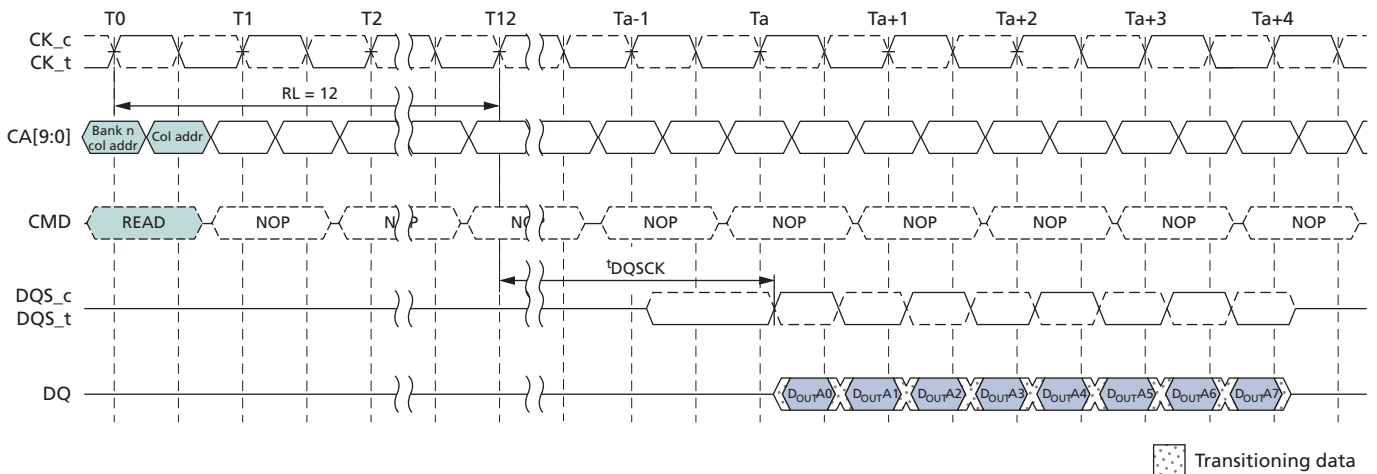 T0 T1 T2 T12 Ta-1 Ta Ta+1 Ta+2 Ta+3 Ta+4
CK_c
CK_t
RL = 12
CA[9:0]
Bank n
col addr
Col addr
CMD
READ NOP NOP NOP NOP NOP NOP NOP NOP NOP
tDQSCK
DQS_c
DQS_t
DQ
DOUTA0 DOUTA1 DOUTA2 DOUTA3 DOUTA4 DOUTA5 DOUTA6 DOUTA7
Transitioning data